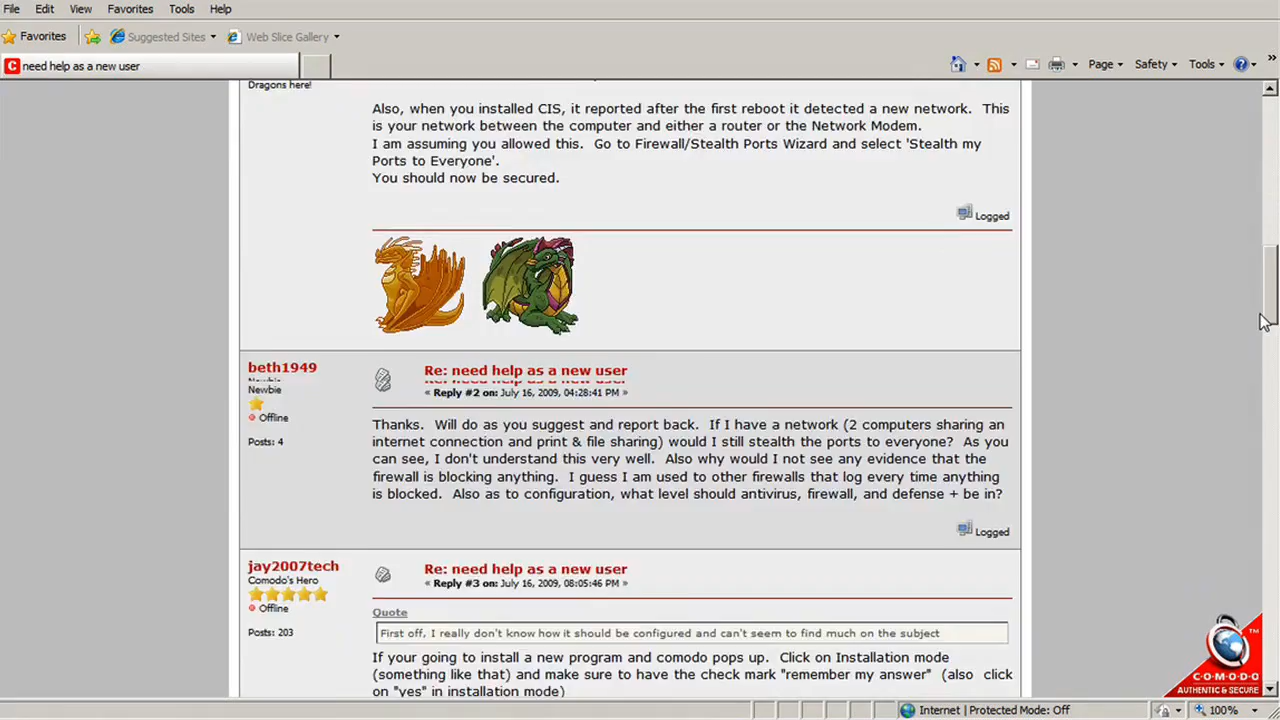 File Edit View Favorites Tools Help
Favorites Suggested Sites Web Slice Gallery
need help as a new user
Page Safety Tools
Dragons here!
Also, when you installed CIS, it reported after the first reboot it detected a new network. This
is your network between the computer and either a router or the Network Modem.
I am assuming you allowed this. Go to Firewall/Stealth Ports Wizard and select 'Stealth my
Ports to Everyone'.
You should now be secured.
Logged
beth1949
Newbie
Offline
Posts: 4
Re: need help as a new user
« Reply #2 on: July 16, 2009, 04:28:41 PM »
Thanks. Will do as you suggest and report back. If I have a network (2 computers sharing an
internet connection and print & file sharing) would I still stealth the ports to everyone? As you
can see, I don't understand this very well. Also why would I not see any evidence that the
firewall is blocking anything. I guess I am used to other firewalls that log every time anything
is blocked. Also as to configuration, what level should antivirus, firewall, and defense + be in?
Logged
jay2007tech
Comodo's Hero
Offline
Posts: 203
Re: need help as a new user
« Reply #3 on: July 16, 2009, 08:05:46 PM »
Quote
First off, I really don't know how it should be configured and can't seem to find much on the subject
If your going to install a new program and comodo pops up. Click on Installation mode
(something like that) and make sure to have the check mark "remember my answer" (also click
on "yes" in installation mode)
TM
COMODO
AUTHENTIC & SECURE
Internet | Protected Mode: Off
100%